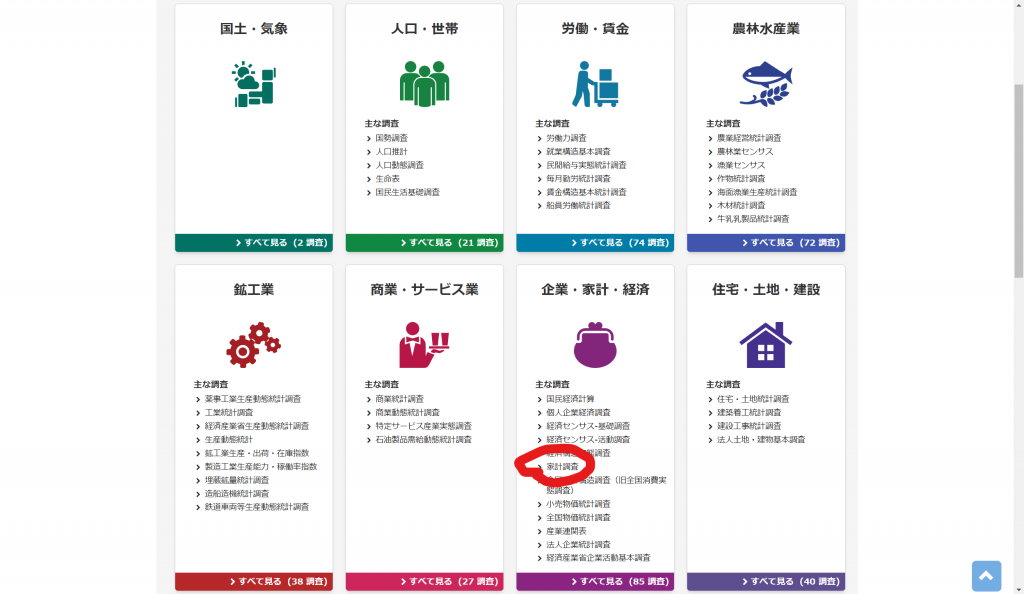 国土・気象
すべて見る (2 調査)
人口・世帯
主な調査
国勢調査
人口推計
人口動態調査
生命表
国民生活基礎調査
すべて見る (21 調査)
労働・賃金
主な調査
労働力調査
就業構造基本調査
民間給与実態統計調査
毎月勤労統計調査
賃金構造基本統計調査
船員労働統計調査
すべて見る (74 調査)
農林水産業
主な調査
農業経営統計調査
農林業センサス
漁業センサス
作物統計調査
海面漁業生産統計調査
木材統計調査
牛乳乳製品統計調査
すべて見る (72 調査)
鉱工業
主な調査
薬事工業生産動態統計調査
工業統計調査
経済産業省生産動態統計調査
生産動態統計
鉱工業生産・出荷・在庫指数
製造工業生産能力・稼働率指数
埋蔵鉱量統計調査
造船造機統計調査
鉄道車両等生産動態統計調査
すべて見る (38 調査)
商業・サービス業
主な調査
商業統計調査
商業動態統計調査
特定サービス産業実態調査
石油製品需給動態統計調査
すべて見る (27 調査)
企業・家計・経済
主な調査
国民経済計算
個人企業経済調査
経済センサス‐基礎調査
経済センサス‐活動調査
態調査
家計調査
構造調査（旧全国消費実
態調査）
小売物価統計調査
全国物価統計調査
産業連関表
法人企業統計調査
経済産業省企業活動基本調査
すべて見る (85 調査)
住宅・土地・建設
主な調査
住宅・土地統計調査
建築着工統計調査
建設工事統計調査
法人土地・建物基本調査
すべて見る (40 調査)